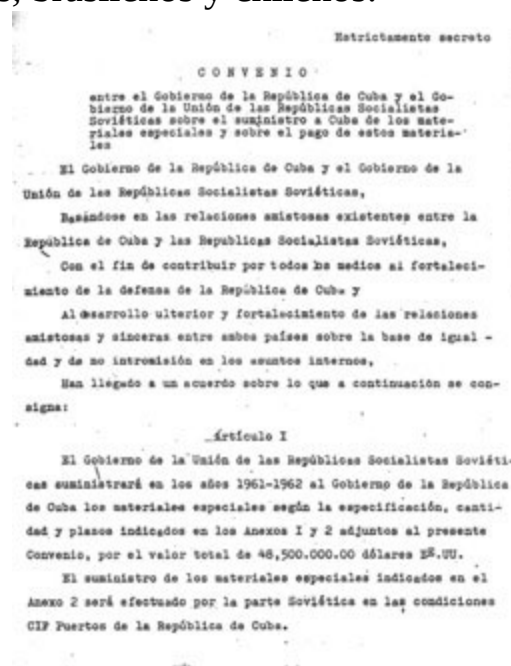 Estrictamente secreto
CONVENIO
entre el Gobierno de la República de Cuba y el Go-
bierno de la Unión de las Repúblicas Socialistas
Soviéticas sobre el suministro a Cuba de los mate-
riales especiales y sobre el pago de estos materia-
les
El Gobierno de la República de Cuba y el Gobierno de la
Unión de las Repúblicas Socialistas Soviéticas,
Basándose en las relaciones amistosas existentes entre la
República de Cuba y las Republicas Socialistas Soviéticas,
Con el fin de contribuir por todos los medios al fortaleci-
miento de la defensa de la República de Cuba y
Al desarrollo ulterior y fortalecimiento de las relaciones
amistosas y sinceras entre ambos países sobre la base de igual -
dad y de no intromisión en los asuntos internos,
Han llegado a un acuerdo sobre lo que a continuación se con-
signa:
Artículo I
El Gobierno de la Unión de las Repúblicas Socialistas Soviéti-
cas suministrará en los años 1961-1962 al Gobierno de la República
de Cuba los materiales especiales según la especificación, canti-
dad y plazos indicados en los Anexos I y 2 adjuntos al presente
Convenio, por el valor total de 48,500.000.00 dólares EE.UU.
El suministro de los materiales especiales indicados en el
Anexo 2 será efectuado por la parte Soviética en las condiciones
CIF Puertos de la República de Cuba.